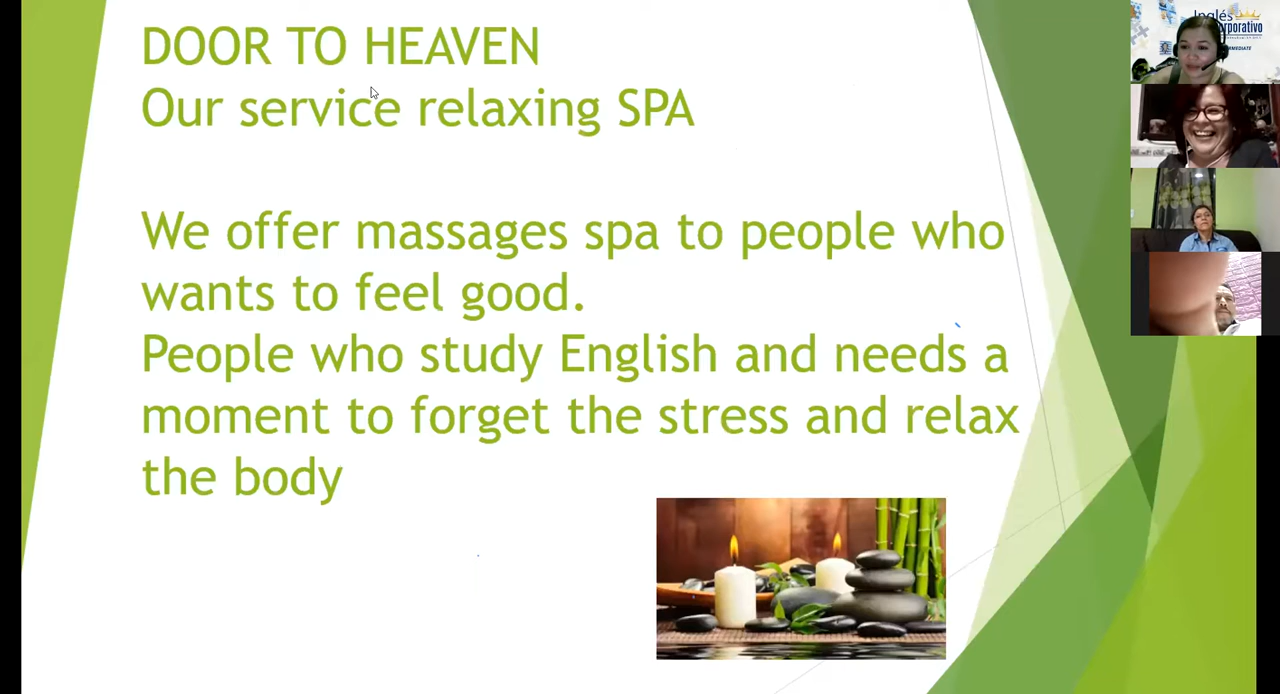 DOOR TO HEAVEN
Our service relaxing SPA
We offer massages spa to people who
wants to feel good.
People who study English and needs a
moment to forget the stress and relax
the body
Inglés